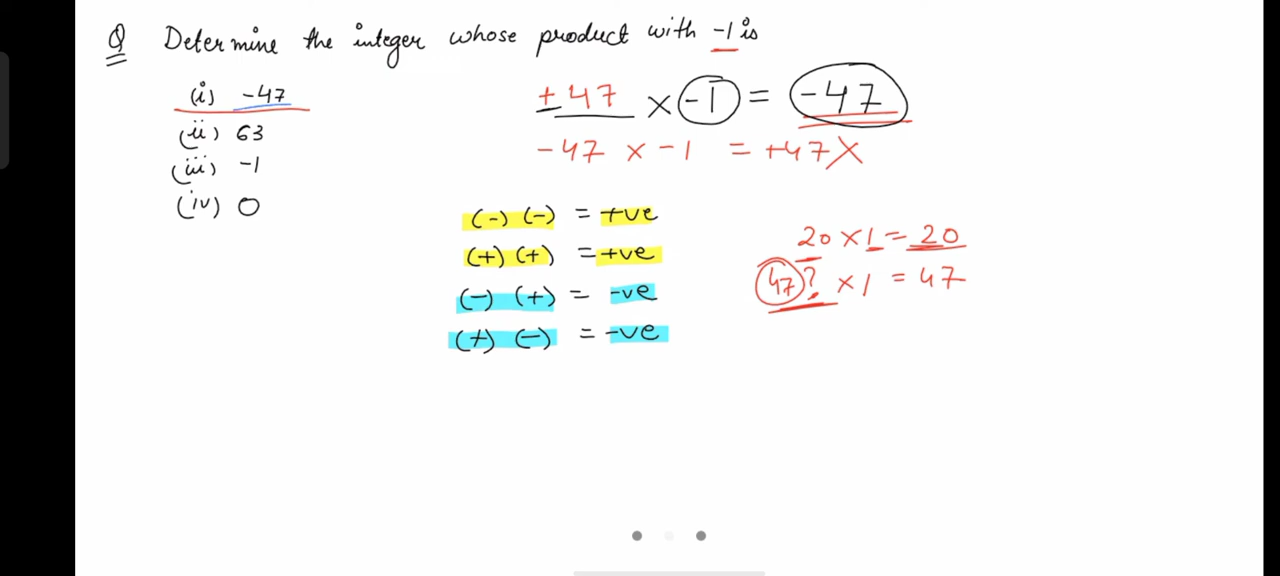 Q Determine the integer whose product with -1 is
(i) -47
(ii) 63
(iii) -1
(iv) 0
+47 × -1 = -47
-47 × -1 = +47 X
(-) (-) = +ve
(+) (+) = +ve
(-) (+) = -ve
(+) (-) = -ve
20 × 1 = 20
47 ? × 1 = 47